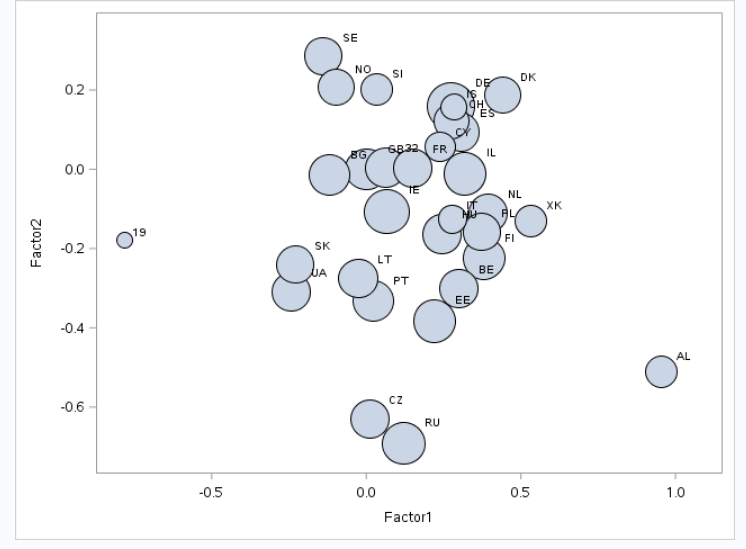 SE
NO
SI
DE
DK
IS
CH
ES
CY
BG
GB
32
FR
IL
IE
NL
XK
IT
HU
PL
FI
19
SK
UA
LT
PT
BE
EE
AL
CZ
RU
0.2
0.0
-0.2
-0.4
-0.6
Factor2
-0.5
0.0
0.5
1.0
Factor1